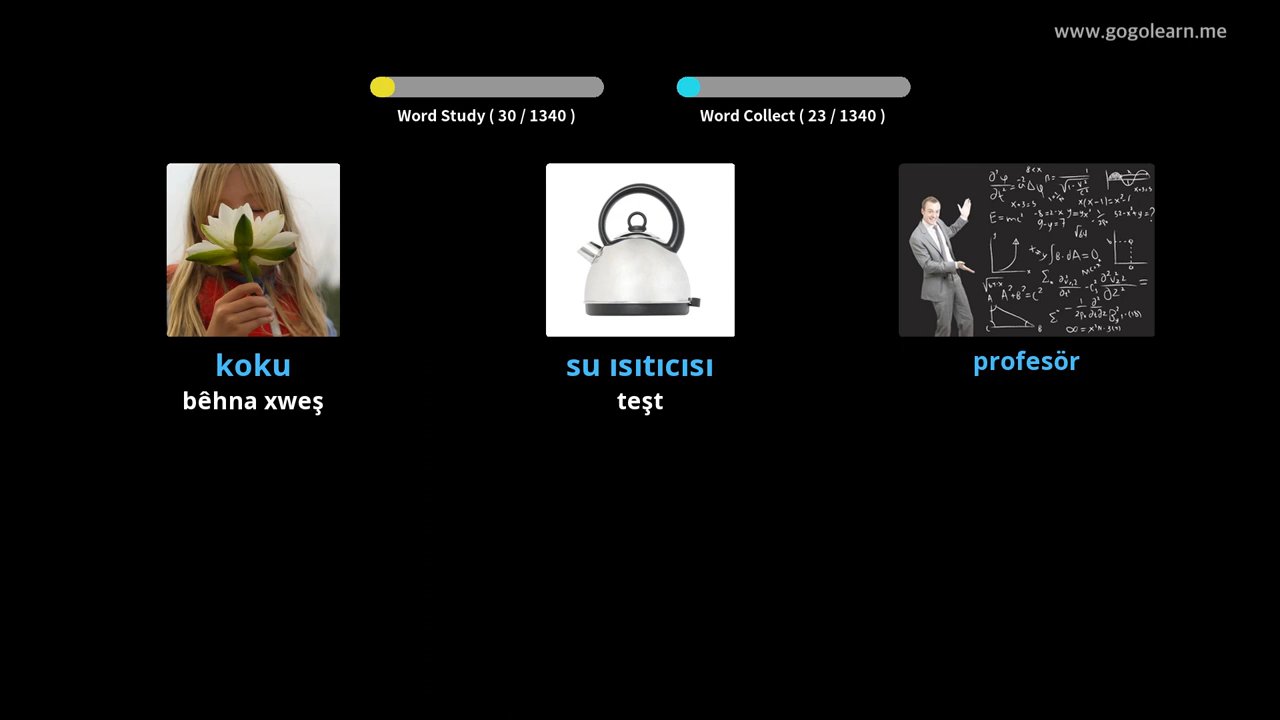 www.gogolearn.me
Word Study ( 30 / 1340 )
Word Collect ( 23 / 1340 )
koku
bêhna xweş
su ısıtıcısı
teşt
profesör